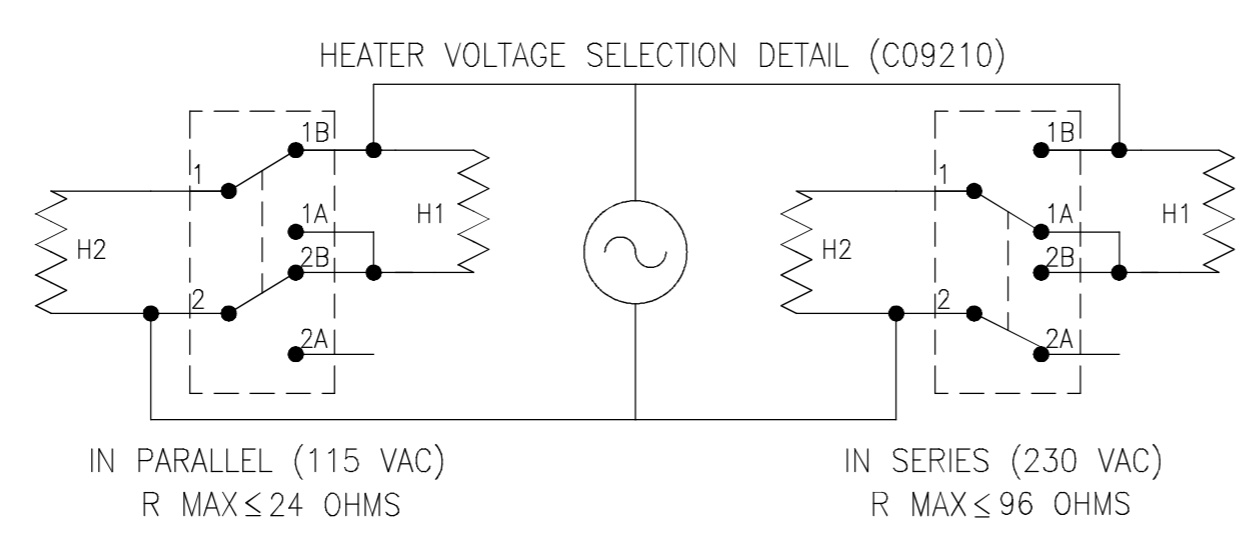 HEATER VOLTAGE SELECTION DETAIL (C09210)
1B
1
1A
H1
H2
2B
2
2A
1B
1
1A
H1
H2
2B
2
2A
IN PARALLEL (115 VAC)
R MAX≤24 OHMS
IN SERIES (230 VAC)
R MAX≤96 OHMS